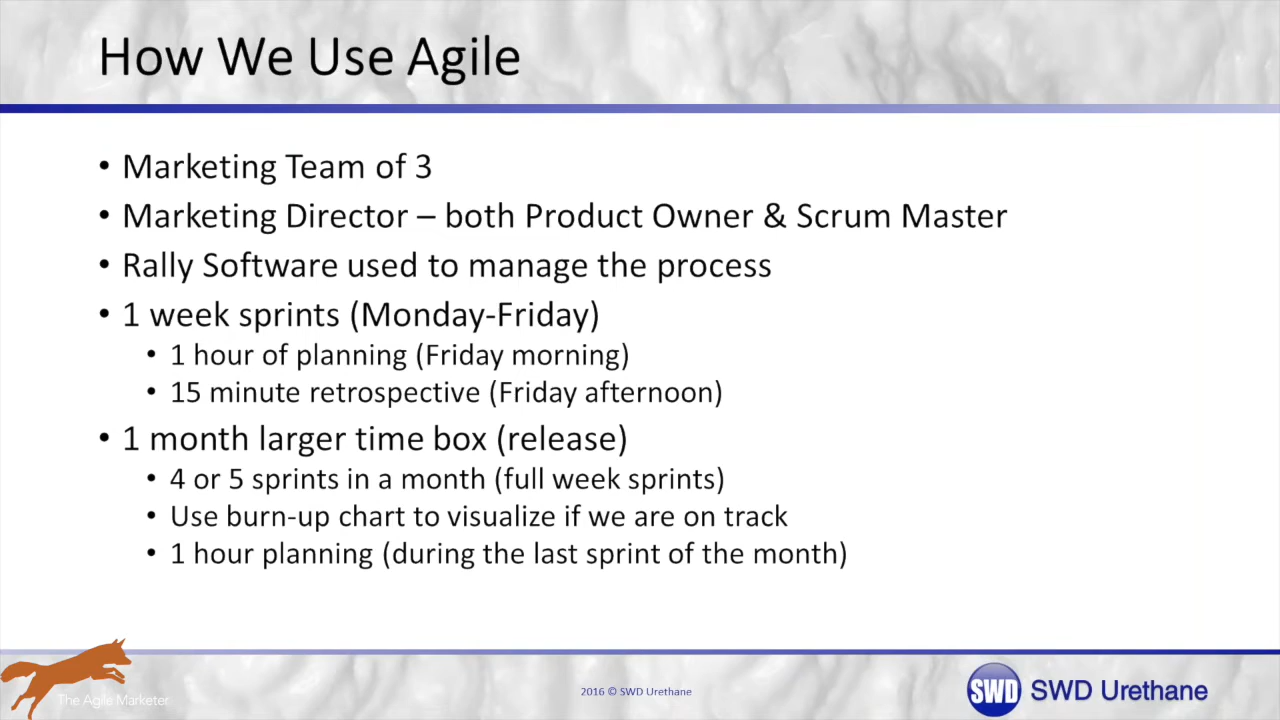 How We Use Agile
• Marketing Team of 3
• Marketing Director – both Product Owner & Scrum Master
• Rally Software used to manage the process
• 1 week sprints (Monday-Friday)
• 1 hour of planning (Friday morning)
• 15 minute retrospective (Friday afternoon)
• 1 month larger time box (release)
• 4 or 5 sprints in a month (full week sprints)
• Use burn-up chart to visualize if we are on track
• 1 hour planning (during the last sprint of the month)
The Agile Marketer
2016 © SWD Urethane
SWD SWD Urethane